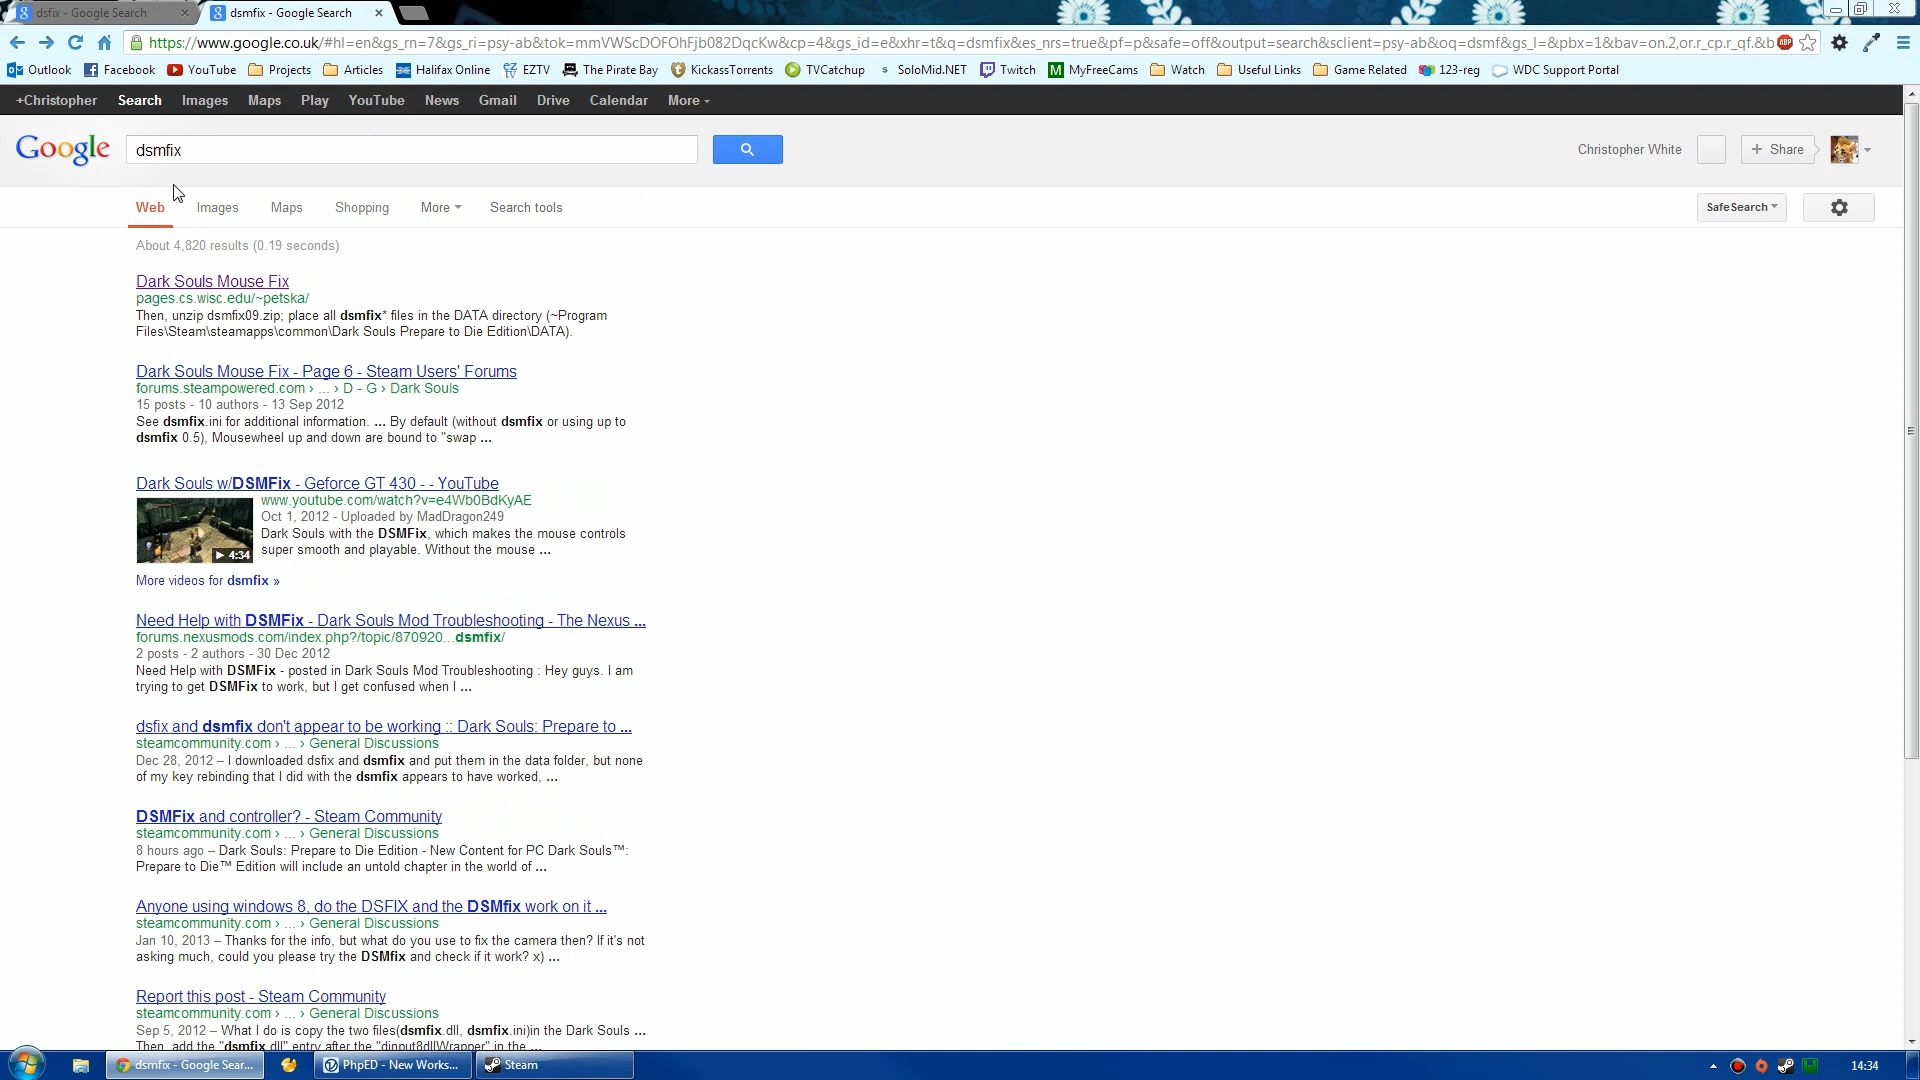 dsfix - Google Search
dsmfix - Google Search
https://www.google.co.uk/#hl=en&gs_rn=7&gs_ri=psy-ab&tok=mmVWScDOFOhFjb082DqcKw&cp=4&gs_id=e&xhr=t&q=dsmfix&es_nrs=true&pf=p&safe=off&output=search&sclient=psy-ab&oq=dsmf&gs_l=&pbx=1&bav=on.2,or.r_cp.r_qf.&b
Outlook Facebook YouTube Projects Articles Halifax Online EZTV The Pirate Bay KickassTorrents TVCatchup SoloMid.NET Twitch MyFreeCams Watch Useful Links Game Related 123-reg WDC Support Portal
+Christopher Search Images Maps Play YouTube News Gmail Drive Calendar More
Google dsmfix Christopher White + Share
Web Images Maps Shopping More Search tools SafeSearch
About 4,820 results (0.19 seconds)
Dark Souls Mouse Fix
pages.cs.wisc.edu/~petska/
Then, unzip dsmfix09.zip; place all dsmfix* files in the DATA directory (~Program
Files\Steam\steamapps\common\Dark Souls Prepare to Die Edition\DATA).
Dark Souls Mouse Fix - Page 6 - Steam Users' Forums
forums.steampowered.com › ... › D - G › Dark Souls
15 posts - 10 authors - 13 Sep 2012
See dsmfix.ini for additional information. ... By default (without dsmfix or using up to
dsmfix 0.5), Mousewheel up and down are bound to "swap ...
Dark Souls w/DSMFix - Geforce GT 430 - - YouTube
www.youtube.com/watch?v=e4Wb0BdKyAE
Oct 1, 2012 - Uploaded by MadDragon249
Dark Souls with the DSMFix, which makes the mouse controls
super smooth and playable. Without the mouse ...
4:34
More videos for dsmfix »
Need Help with DSMFix - Dark Souls Mod Troubleshooting - The Nexus ...
forums.nexusmods.com/index.php?/topic/870920...dsmfix/
2 posts - 2 authors - 30 Dec 2012
Need Help with DSMFix - posted in Dark Souls Mod Troubleshooting : Hey guys. I am
trying to get DSMFix to work, but I get confused when I ...
dsfix and dsmfix don't appear to be working :: Dark Souls: Prepare to ...
steamcommunity.com › ... › General Discussions
Dec 28, 2012 – I downloaded dsfix and dsmfix and put them in the data folder, but none
of my key rebinding that I did with the dsmfix appears to have worked, ...
DSMFix and controller? - Steam Community
steamcommunity.com › ... › General Discussions
8 hours ago – Dark Souls: Prepare to Die Edition - New Content for PC Dark Souls™:
Prepare to Die™ Edition will include an untold chapter in the world of ...
Anyone using windows 8, do the DSFIX and the DSMfix work on it ...
steamcommunity.com › ... › General Discussions
Jan 10, 2013 – Thanks for the info, but what do you use to fix the camera then? If it's not
asking much, could you please try the DSMfix and check if it work? x) ...
Report this post - Steam Community
steamcommunity.com › ... › General Discussions
Sep 5, 2012 – What I do is copy the two files(dsmfix.dll, dsmfix.ini)in the Dark Souls ...
Then, add the "dsmfix.dll" entry after the "dinput8dllWrapper" in the ...
dsmfix - Google Sear... PhpED - New Works... Steam 14:34